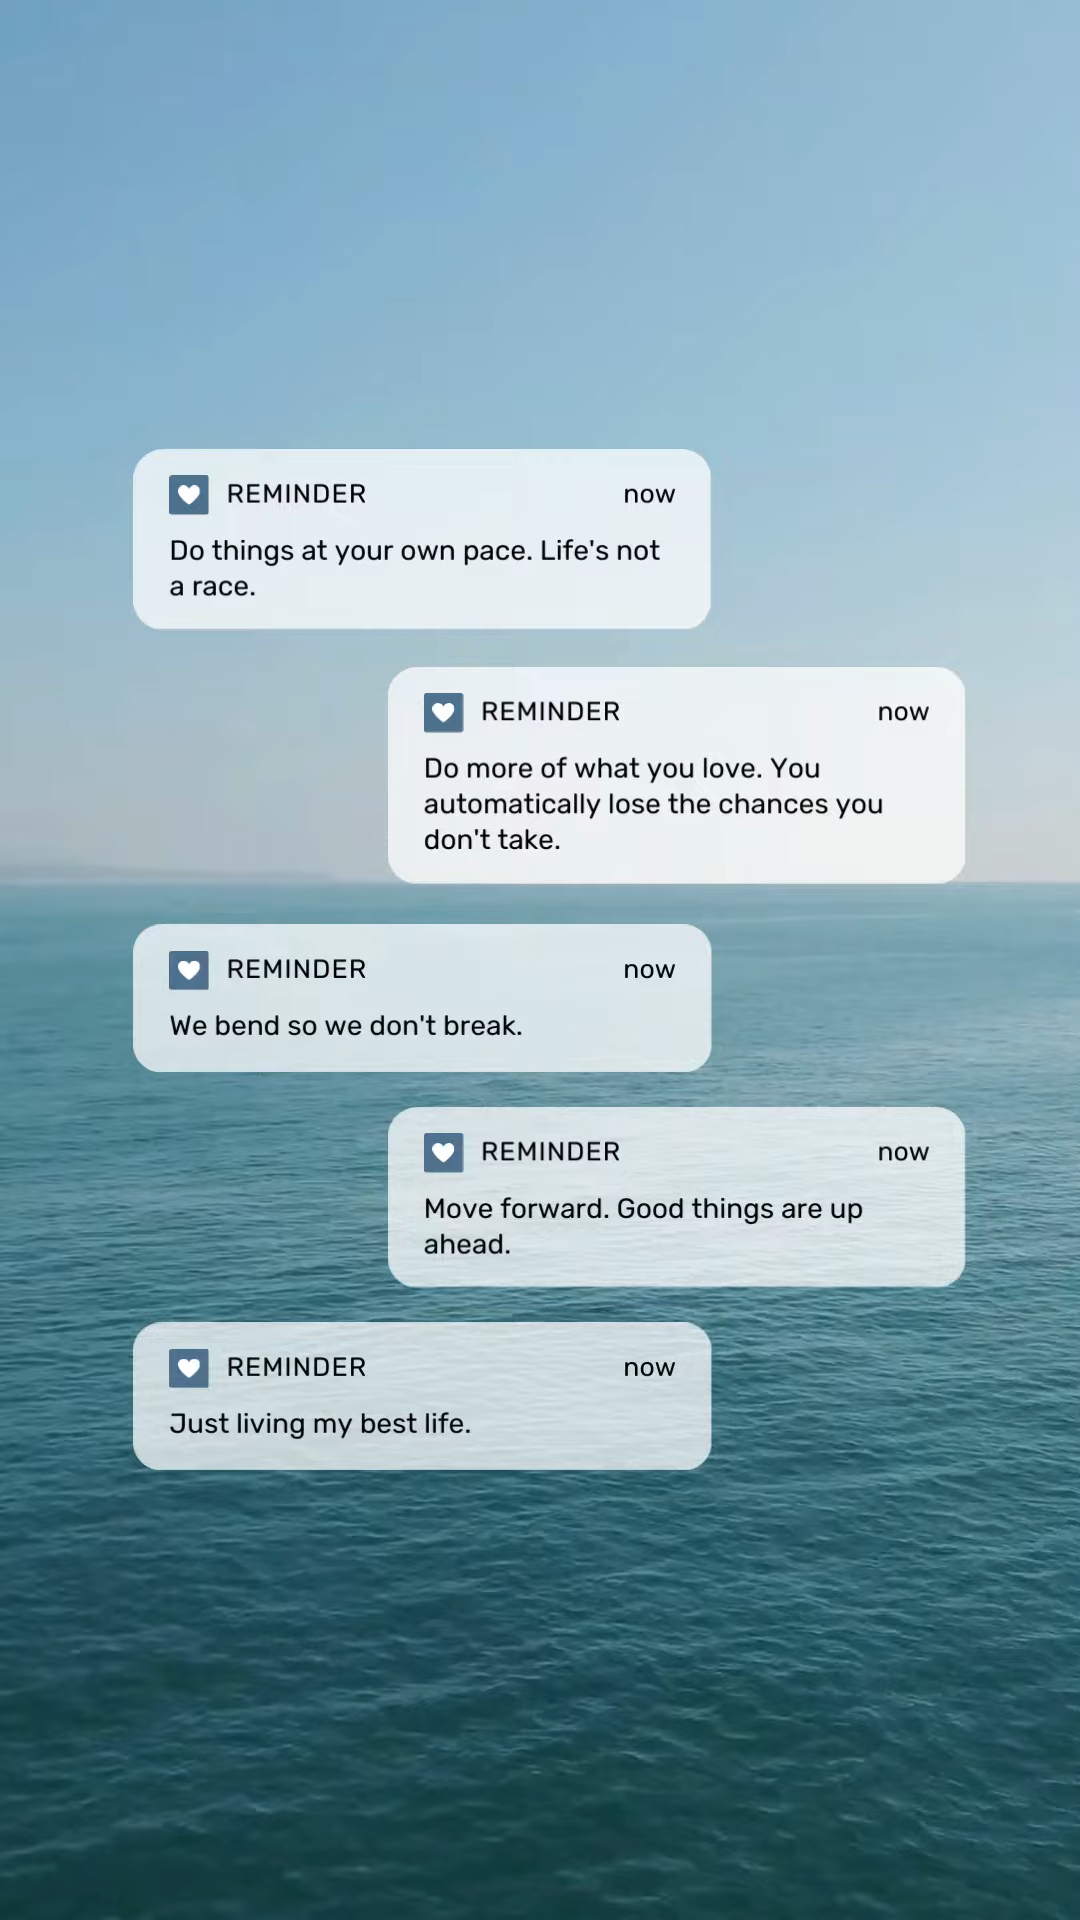 REMINDER now
Do things at your own pace. Life's not
a race.
REMINDER now
Do more of what you love. You
automatically lose the chances you
don't take.
REMINDER now
We bend so we don't break.
REMINDER now
Move forward. Good things are up
ahead.
REMINDER now
Just living my best life.